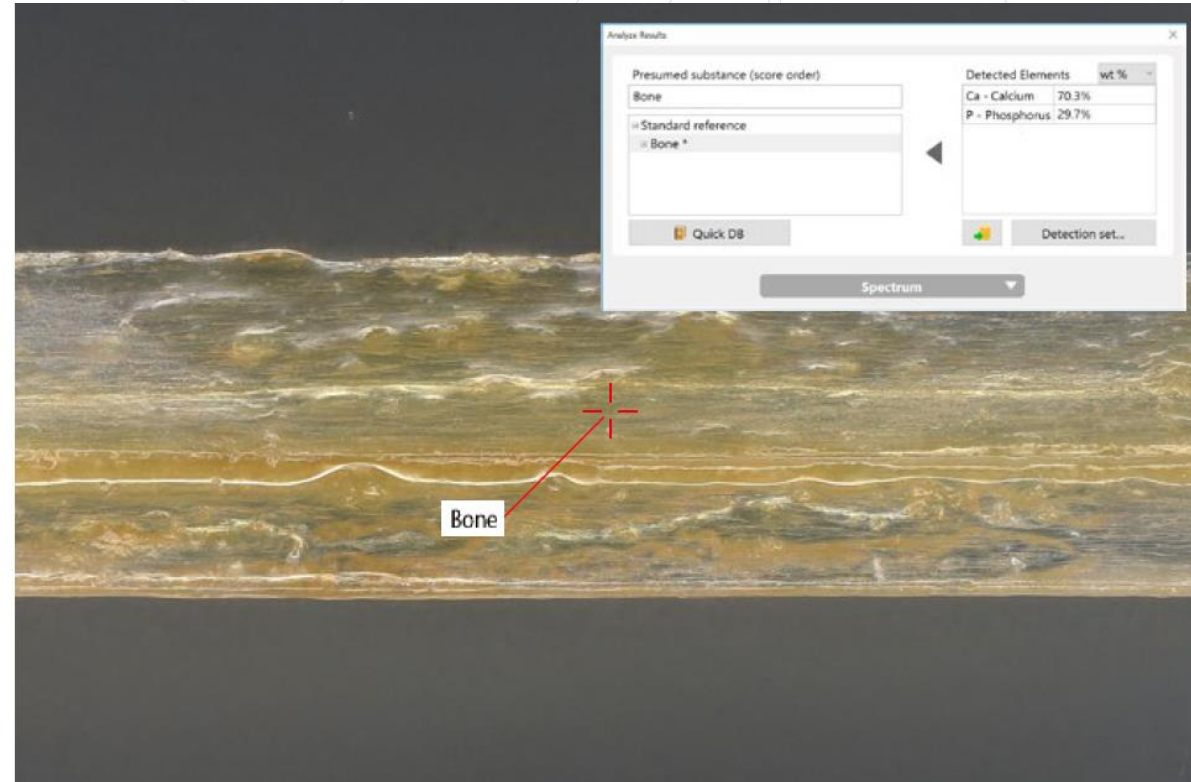 Analyze Results
Presumed substance (score order)
Bone
Standard reference
Bone *
Quick DB
Detected Elements wt %
Ca - Calcium 70.3%
P - Phosphorus 29.7%
Detection set...
Spectrum
Bone